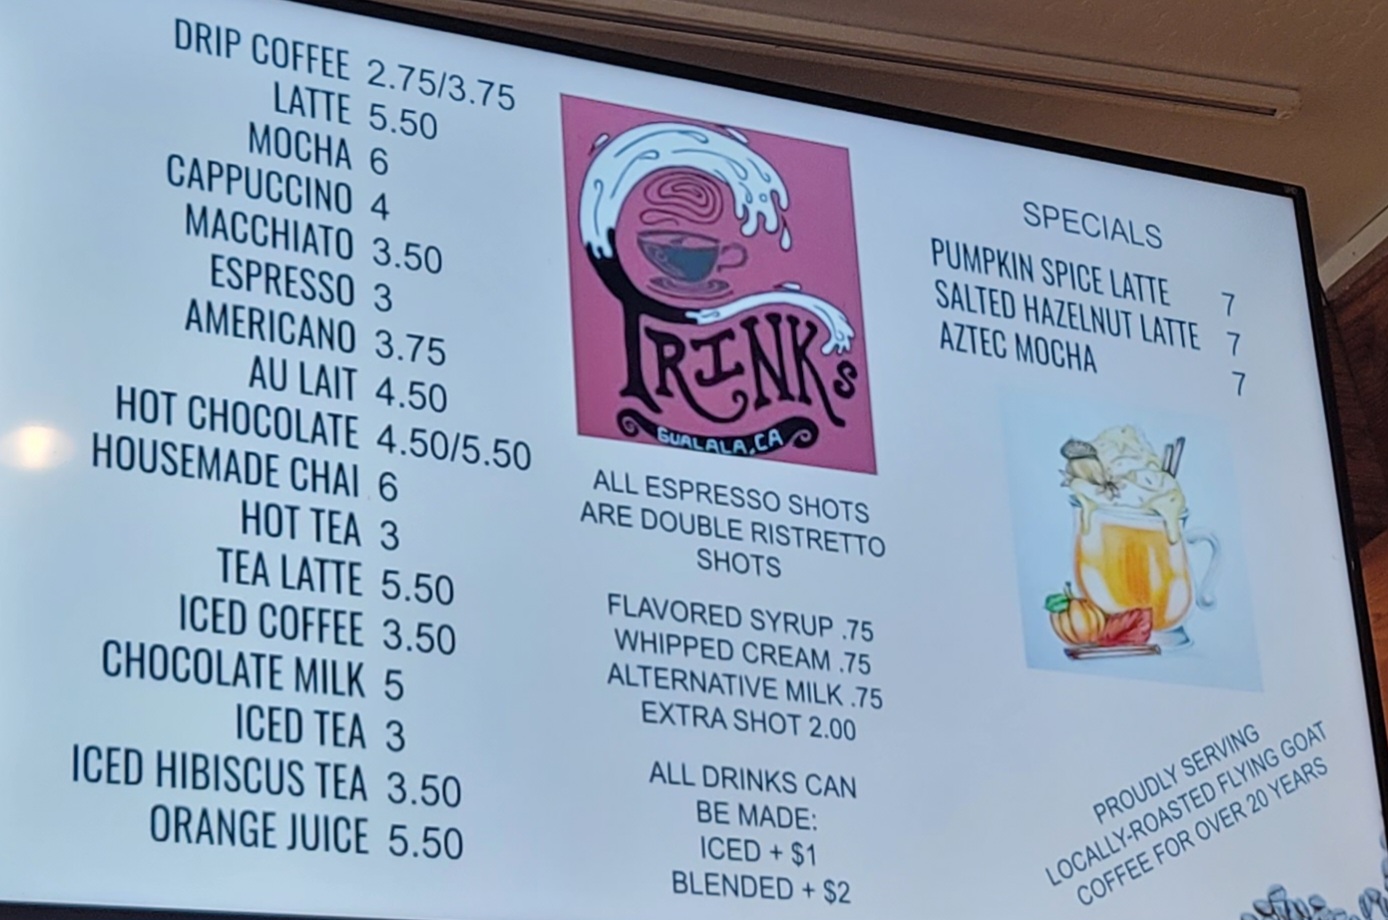 DRIP COFFEE 2.75/3.75
LATTE 5.50
MOCHA 6
CAPPUCCINO 4
MACCHIATO 3.50
ESPRESSO 3
AMERICANO 3.75
AU LAIT 4.50
HOT CHOCOLATE 4.50/5.50
HOUSEMADE CHAI 6
HOT TEA 3
TEA LATTE 5.50
ICED COFFEE 3.50
CHOCOLATE MILK 5
ICED TEA 3
ICED HIBISCUS TEA 3.50
ORANGE JUICE 5.50
TRINKS
GUALALA, CA
ALL ESPRESSO SHOTS
ARE DOUBLE RISTRETTO
SHOTS
FLAVORED SYRUP .75
WHIPPED CREAM .75
ALTERNATIVE MILK .75
EXTRA SHOT 2.00
ALL DRINKS CAN
BE MADE:
ICED + $1
BLENDED + $2
SPECIALS
PUMPKIN SPICE LATTE 7
SALTED HAZELNUT LATTE 7
AZTEC MOCHA 7
PROUDLY SERVING
LOCALLY-ROASTED FLYING GOAT
COFFEE FOR OVER 20 YEARS